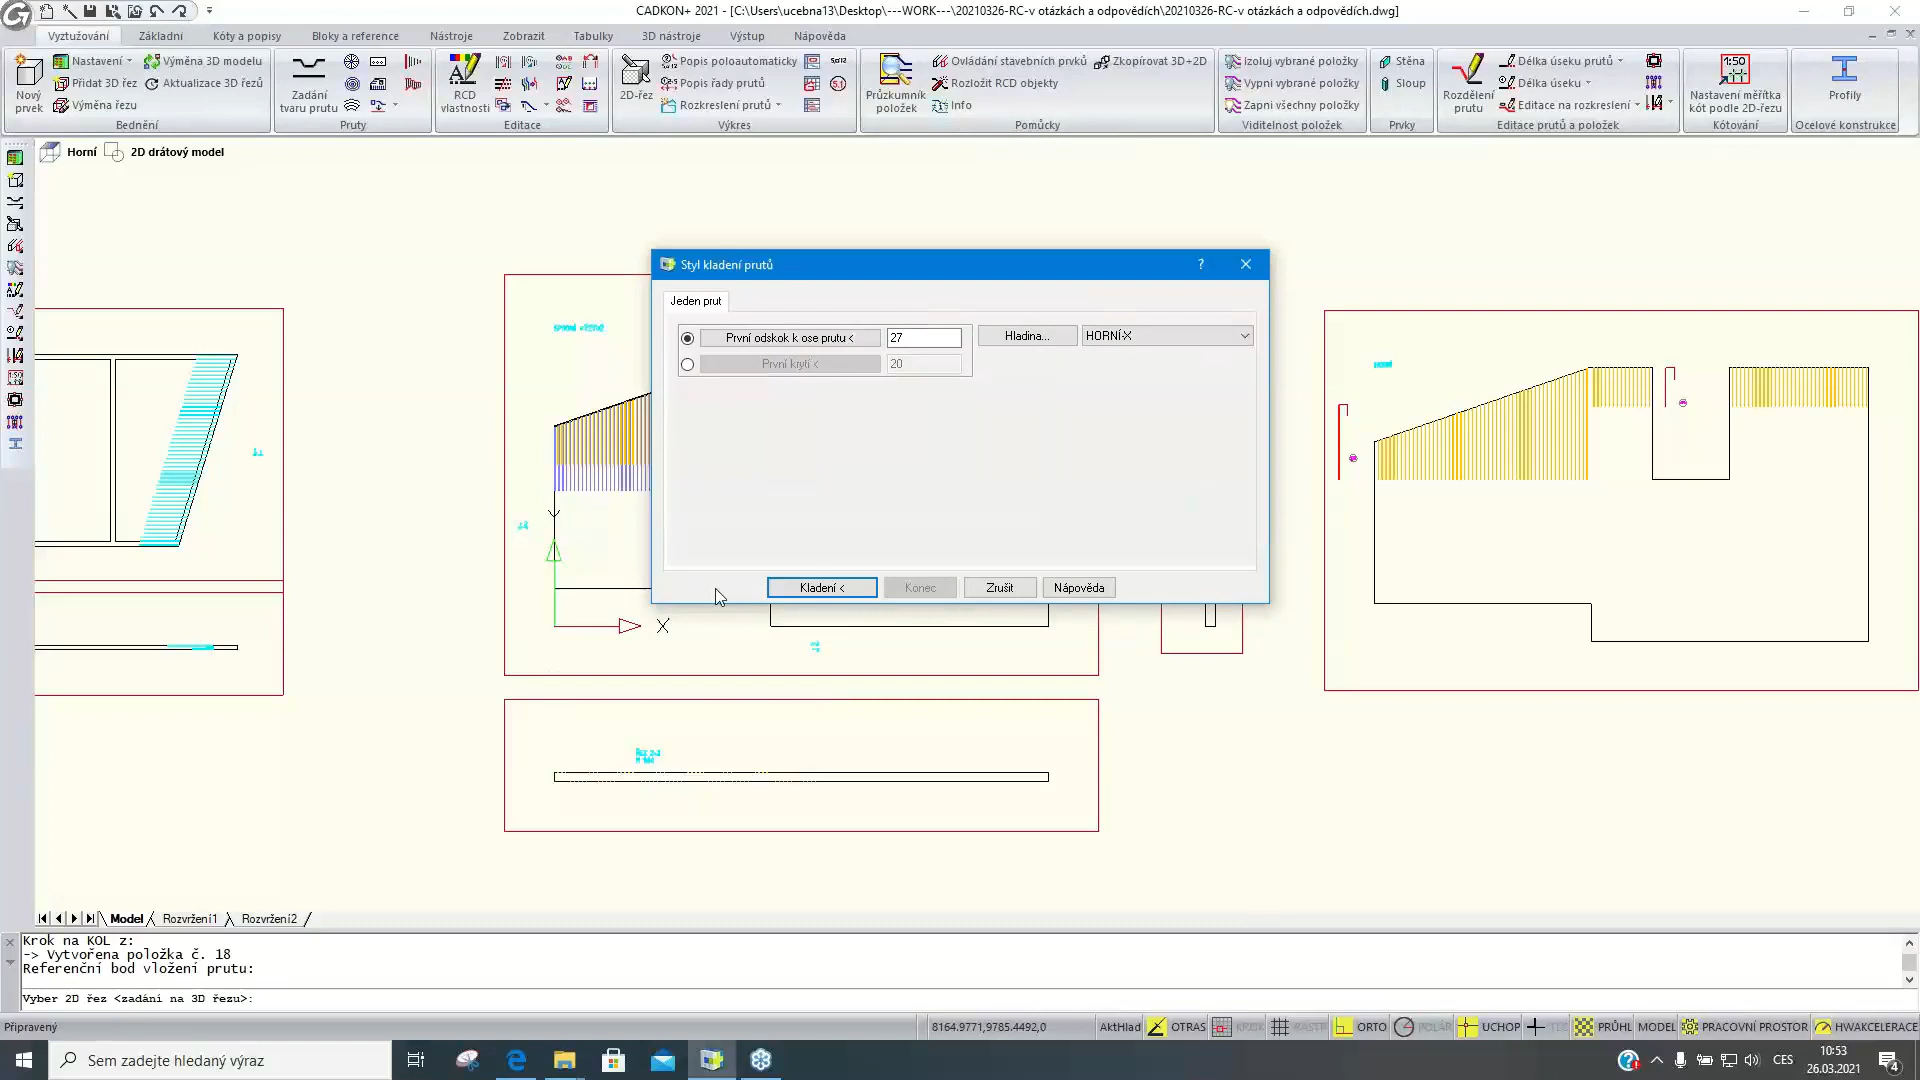 CADKON+ 2021 - [C:\Users\ucebna13\Desktop\---WORK---\20210326-RC-v otázkách a odpovědích\20210326-RC-v otázkách a odpovědích.dwg]
Vyztužování Základní Kóty a popisy Bloky a reference Nástroje Zobrazit Tabulky 3D nástroje Výstup Nápověda
Nový prvek
Nastavení
Výměna 3D modelu
Přidat 3D řez
Aktualizace 3D řezů
Výměna řezu
Bednění
Zadání tvaru prutu
Pruty
RCD vlastnosti
Editace
2D-řez
Popis poloautomaticky
Popis řady prutů
Rozkreslení prutů
Výkres
Průzkumník položek
Ovládání stavebních prvků
Zkopírovat 3D+2D
Rozložit RCD objekty
Info
Pomůcky
Izoluj vybrané položky
Vypni vybrané položky
Zapni všechny položky
Viditelnost položek
Stěna
Sloup
Prvky
Rozdělení prutu
Délka úseku prutů
Délka úseku
Editace na rozkreslení
Editace prutů a položek
1:50
Nastavení měřítka kót podle 2D-řezu
Kótování
Profily
Ocelové konstrukce
Horní 2D drátový model
Styl kladení prutů
Jeden prut
První odskok k ose prutu < 27 Hladina... HORNÍ-X
První krytí < 20
Kladení < Konec Zrušit Nápověda
X
Model Rozvržení1 Rozvržení2
Krok na KOL z:
-> Vytvořena položka č. 18
Referenční bod vložení prutu:
Vyber 2D řez <zadání na 3D řezu>:
Připravený 8164.9771,9785.4492,0 AktHlad OTRAS KROK RASTR ORTO POLÁR UCHOP PRŮHL MODEL PRACOVNÍ PROSTOR HWAKCELERACE
Sem zadejte hledaný výraz
CES
10:53
26.03.2021
4